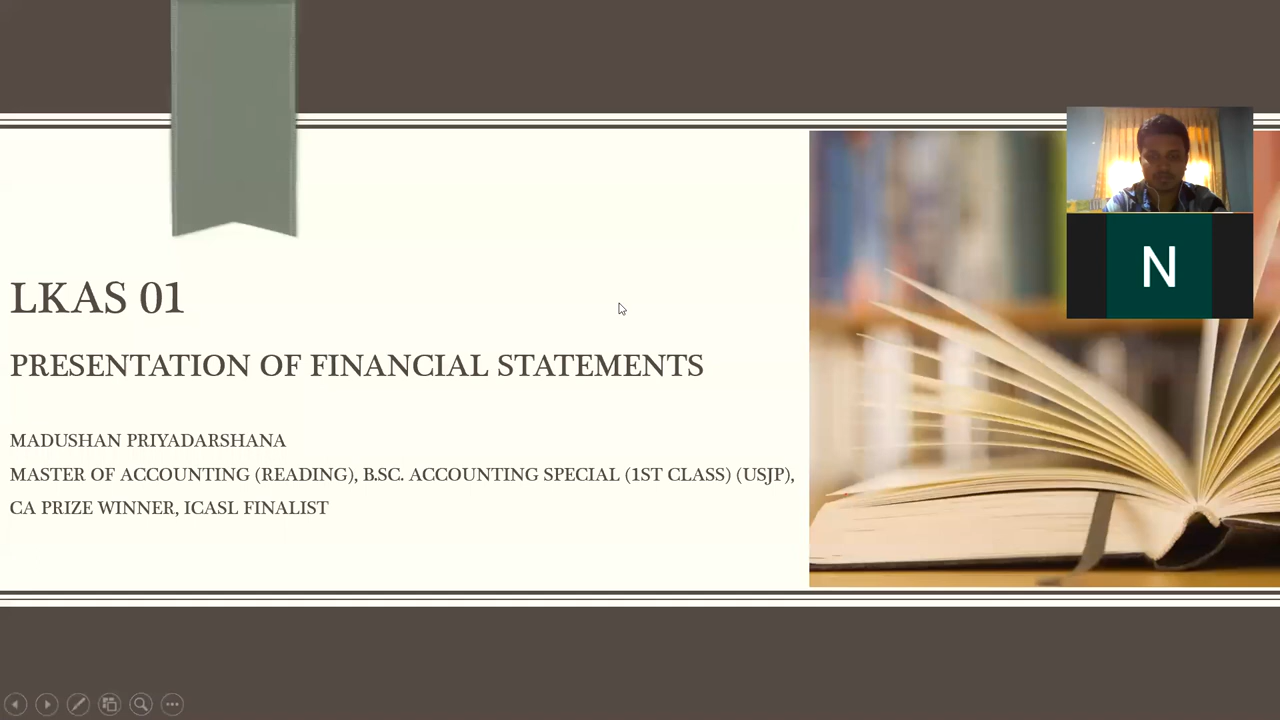 LKAS 01
PRESENTATION OF FINANCIAL STATEMENTS
MADUSHAN PRIYADARSHANA
MASTER OF ACCOUNTING (READING), B.SC. ACCOUNTING SPECIAL (1ST CLASS) (USJP),
CA PRIZE WINNER, ICASL FINALIST
N